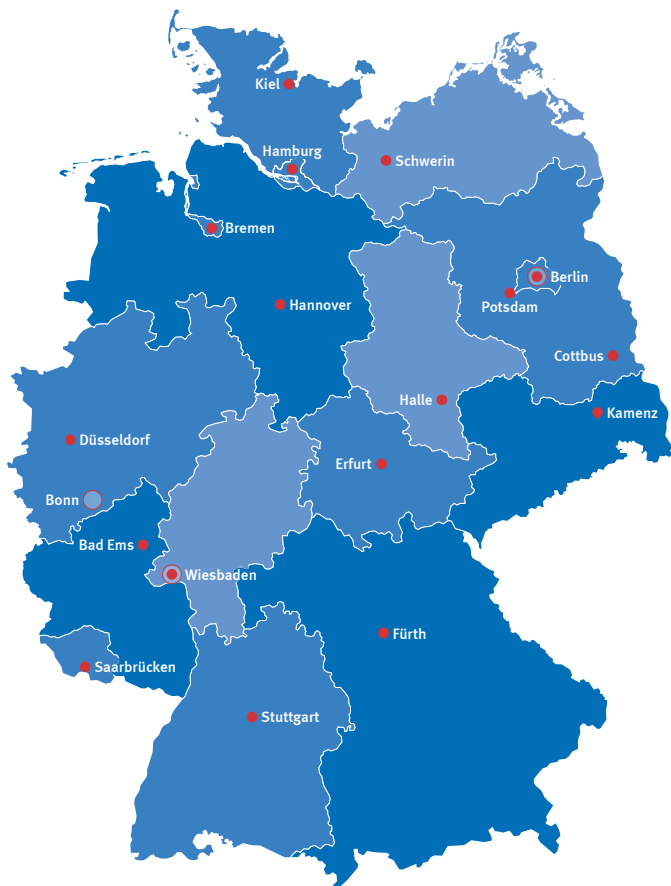 Kiel
Hamburg
Schwerin
Bremen
Berlin
Hannover
Potsdam
Cottbus
Halle
Kamenz
Düsseldorf
Erfurt
Bonn
Bad Ems
Wiesbaden
Fürth
Saarbrücken
Stuttgart